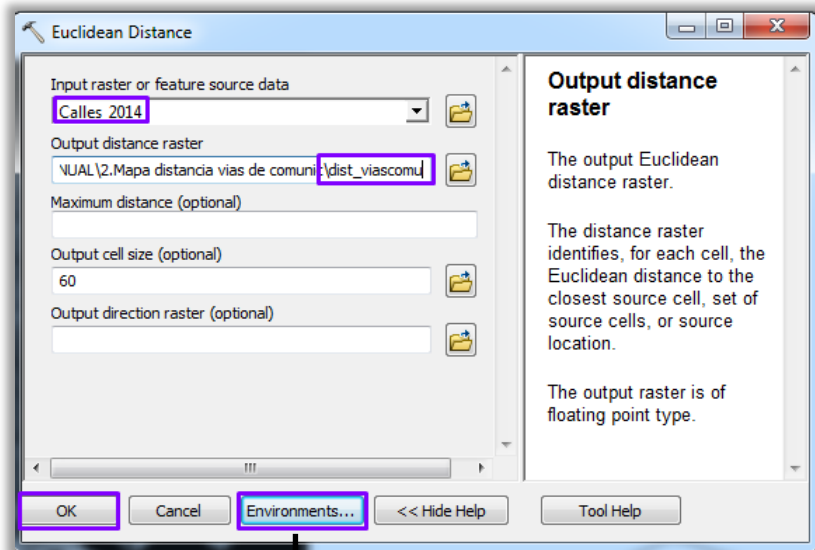 Euclidean Distance
Input raster or feature source data
Calles 2014
Output distance raster
NUAL\2.Mapa distancia vias de comunic\dist_viascomu
Maximum distance (optional)
Output cell size (optional)
60
Output direction raster (optional)
OK
Cancel
Environments...
<< Hide Help
Output distance
raster
The output Euclidean
distance raster.
The distance raster
identifies, for each cell, the
Euclidean distance to the
closest source cell, set of
source cells, or source
location.
The output raster is of
floating point type.
Tool Help